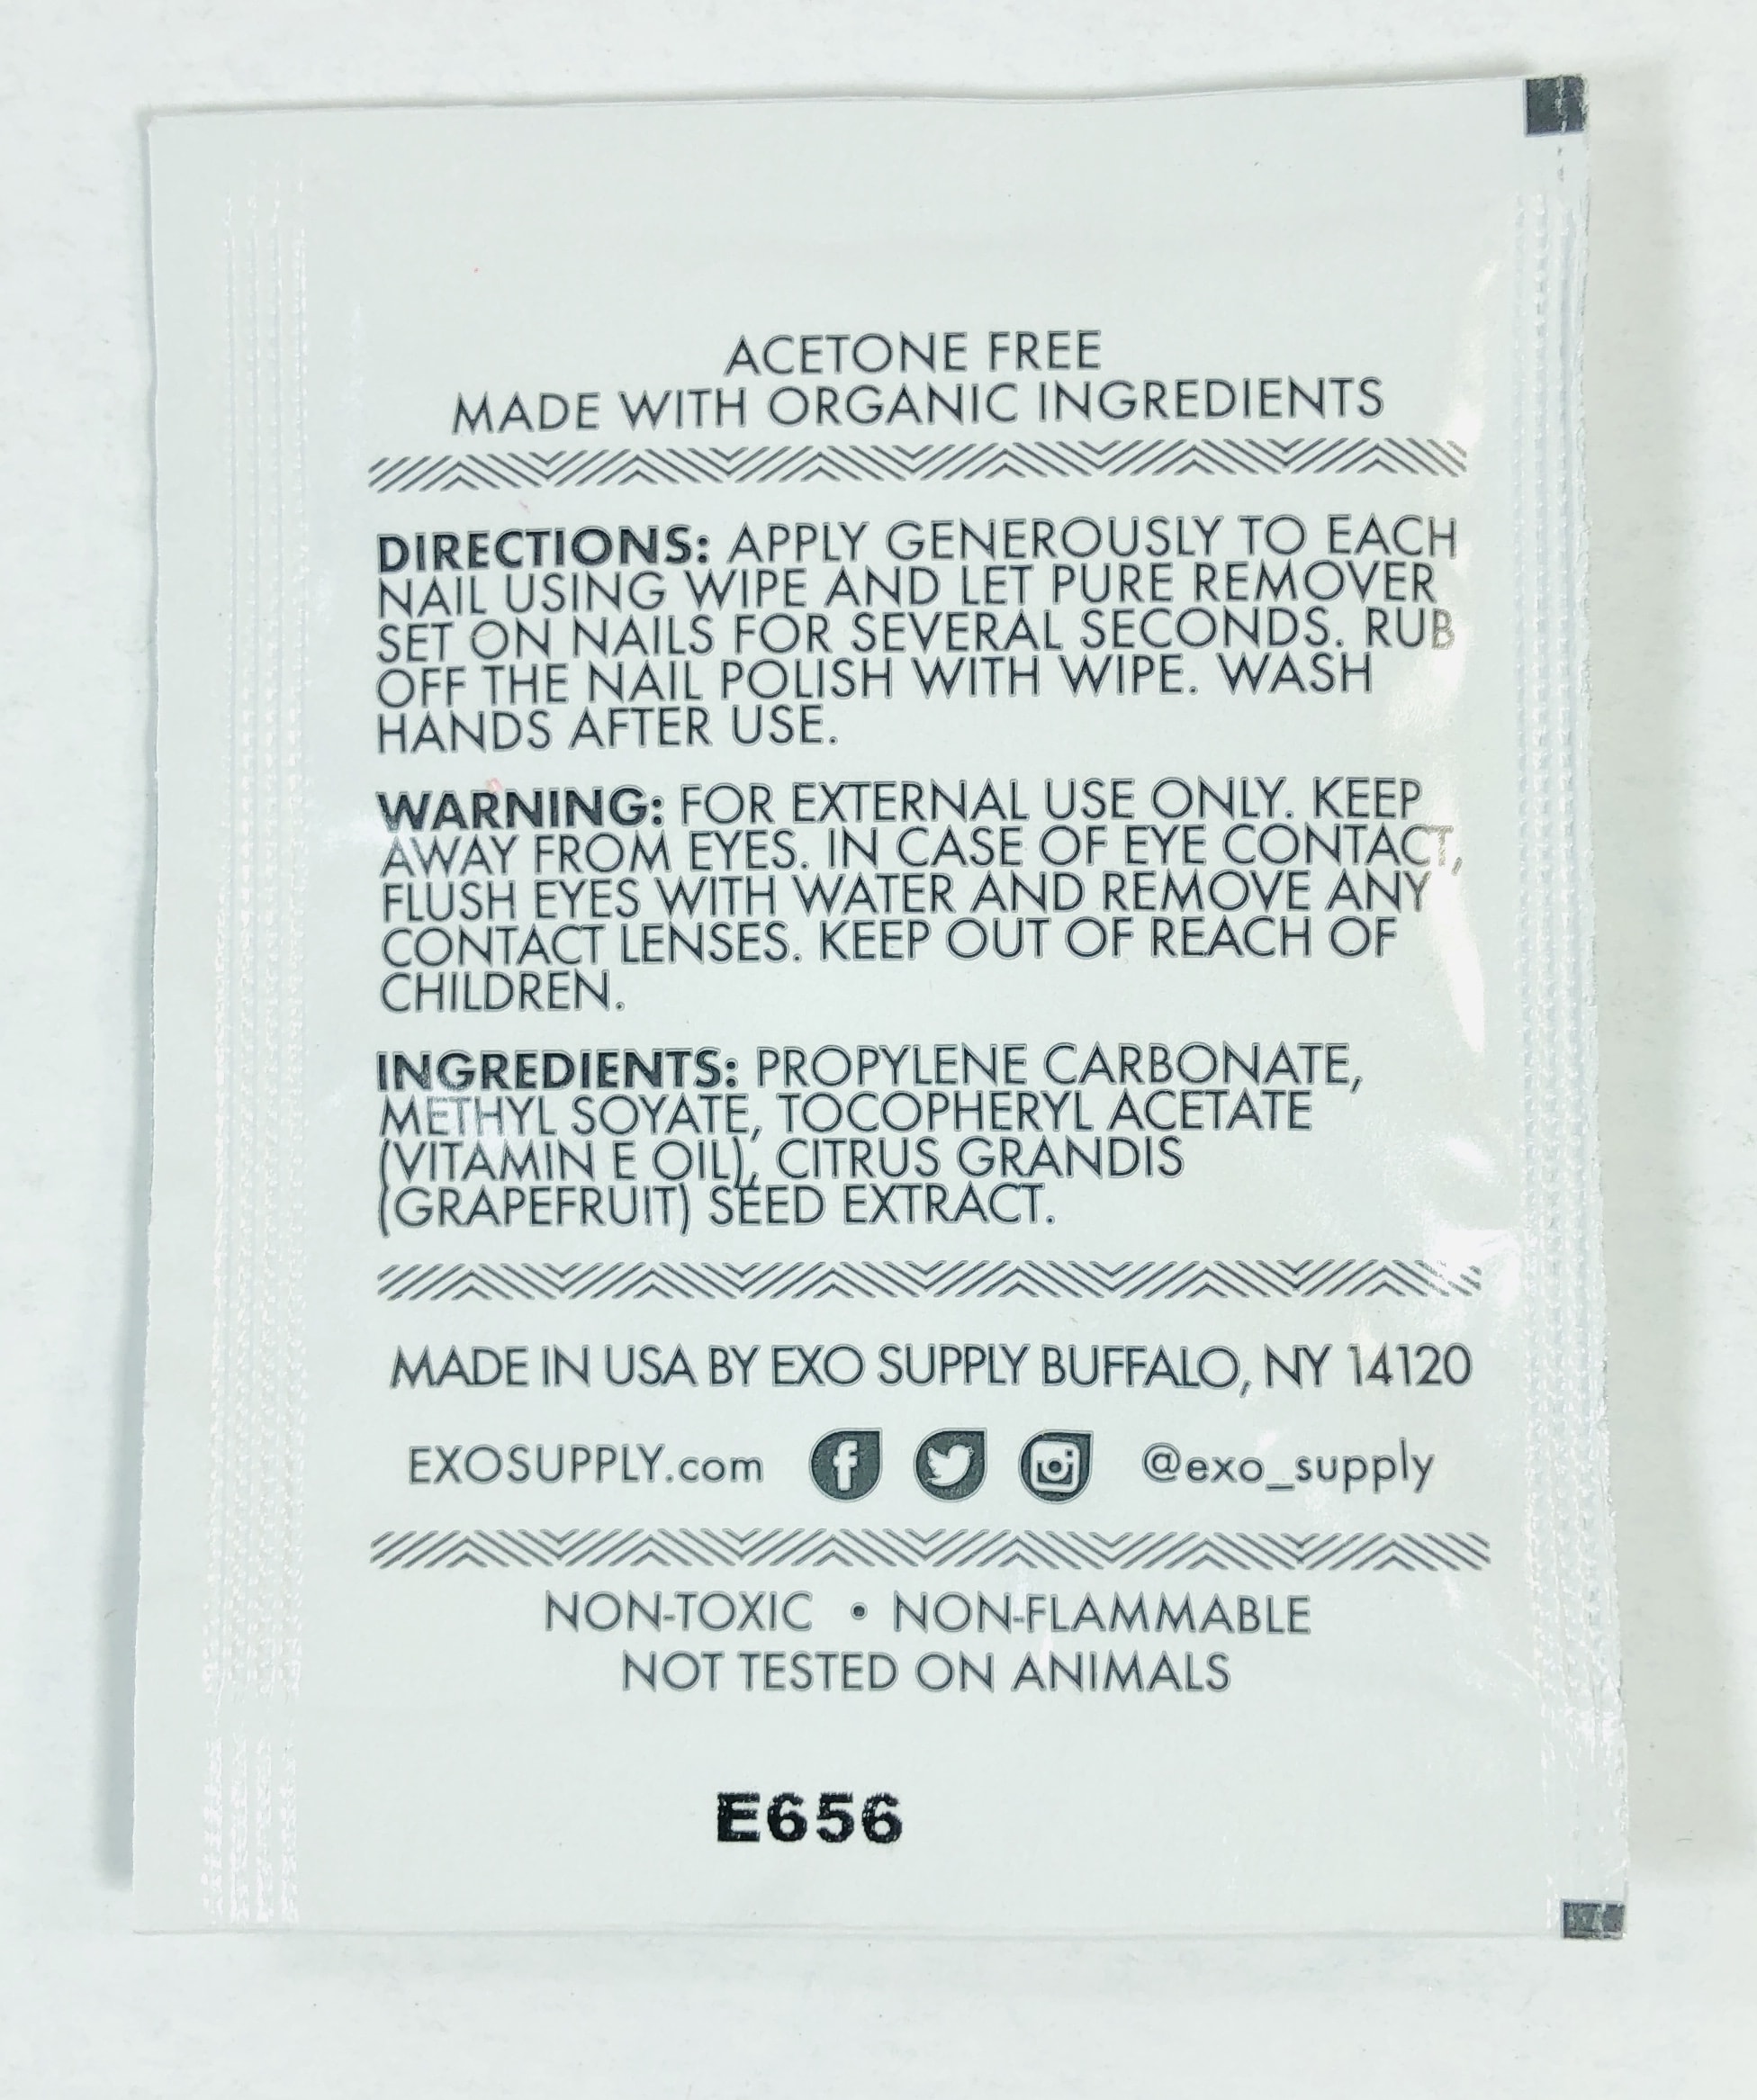 ACETONE FREE
MADE WITH ORGANIC INGREDIENTS
DIRECTIONS: APPLY GENEROUSLY TO EACH
NAIL USING WIPE AND LET PURE REMOVER
SET ON NAILS FOR SEVERAL SECONDS. RUB
OFF THE NAIL POLISH WITH WIPE. WASH
HANDS AFTER USE.
WARNING: FOR EXTERNAL USE ONLY. KEEP
AWAY FROM EYES. IN CASE OF EYE CONTACT,
FLUSH EYES WITH WATER AND REMOVE ANY
CONTACT LENSES. KEEP OUT OF REACH OF
CHILDREN.
INGREDIENTS: PROPYLENE CARBONATE,
METHYL SOYATE, TOCOPHERYL ACETATE
(VITAMIN E OIL), CITRUS GRANDIS
(GRAPEFRUIT) SEED EXTRACT.
MADE IN USA BY EXO SUPPLY BUFFALO, NY 14120
EXOSUPPLY.com @exo_supply
NON-TOXIC • NON-FLAMMABLE
NOT TESTED ON ANIMALS
E656